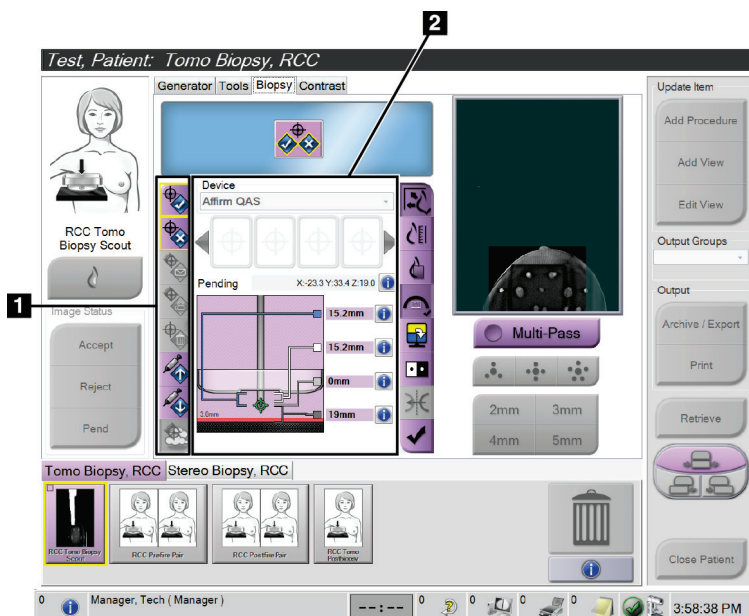 2
Test, Patient: Tomo Biopsy, RCC
Generator Tools Biopsy Contrast
Update Item
Add Procedure
Add View
Edit View
Output Groups
Output
Archive / Export
Print
Retrieve
Close Patient
RCC Tomo
Biopsy Scout
1
Image Status
Accept
Reject
Pend
Device
Affirm QAS
Pending X:-23.3 Y:33.4 Z:19.0
15.2mm
15.2mm
0mm
19mm
3.0mm
Multi-Pass
2mm 3mm
4mm 5mm
Tomo Biopsy, RCC Stereo Biopsy, RCC
RCC Tomo Biopsy
Scout
RCC Prefire Pair
RCC Postfire Pair
RCC Tomo
Postbiopsy
0 Manager, Tech ( Manager ) --:-- 0 0 0 3:58:38 PM